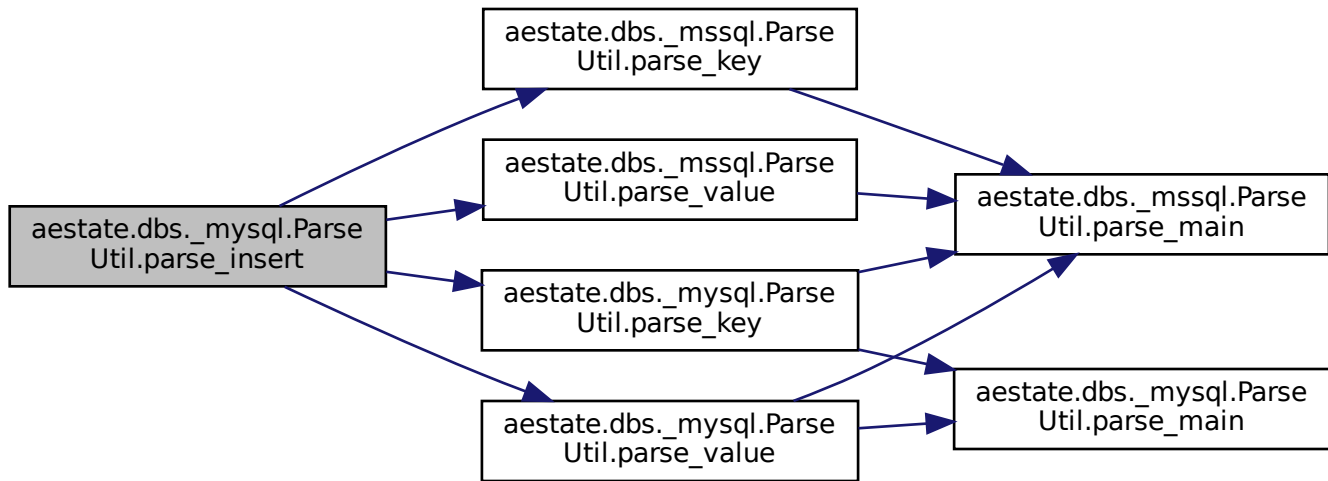 aestate.dbs._mysql.Parse
Util.parse_insert
aestate.dbs._mssql.Parse
Util.parse_key
aestate.dbs._mssql.Parse
Util.parse_value
aestate.dbs._mysql.Parse
Util.parse_key
aestate.dbs._mysql.Parse
Util.parse_value
aestate.dbs._mssql.Parse
Util.parse_main
aestate.dbs._mysql.Parse
Util.parse_main